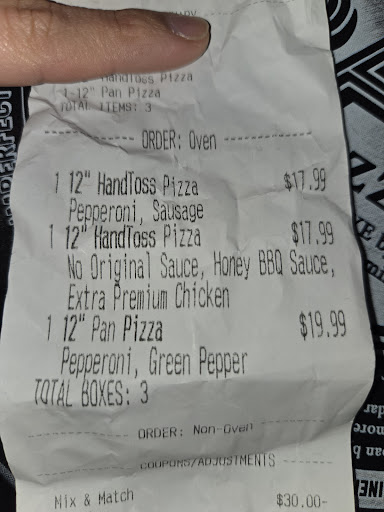 HandToss Pizza
1-12" Pan Pizza
TOTAL ITEMS: 3
ORDER: Oven
1 12" HandToss Pizza $17.99
Pepperoni, Sausage
1 12" HandToss Pizza $17.99
No Original Sauce, Honey BBQ Sauce,
Extra Premium Chicken
1 12" Pan Pizza $19.99
Pepperoni, Green Pepper
TOTAL BOXES: 3
ORDER: Non-Oven
COUPONS/ADJUSTMENTS
Mix & Match $30.00-